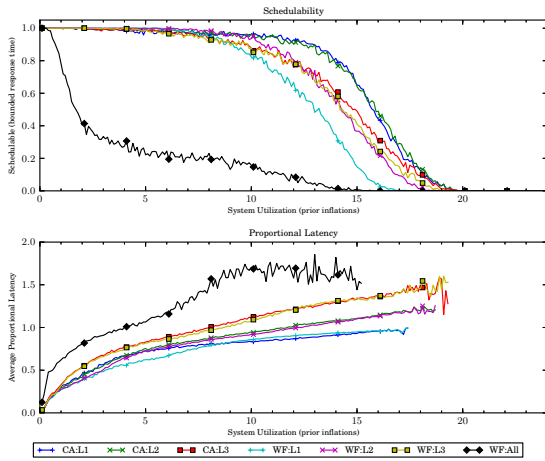 Schedulability
Schedulable (bounded response time)
1.0
0.8
0.6
0.4
0.2
0.0
0 5 10 15 20 25
System Utilization (prior inflations)
Proportional Latency
Average Proportional Latency
2.0
1.5
1.0
0.5
0.0
0 5 10 15 20 25
System Utilization (prior inflations)
CA:L1 CA:L2 CA:L3 WF:L1 WF:L2 WF:L3 WF:All